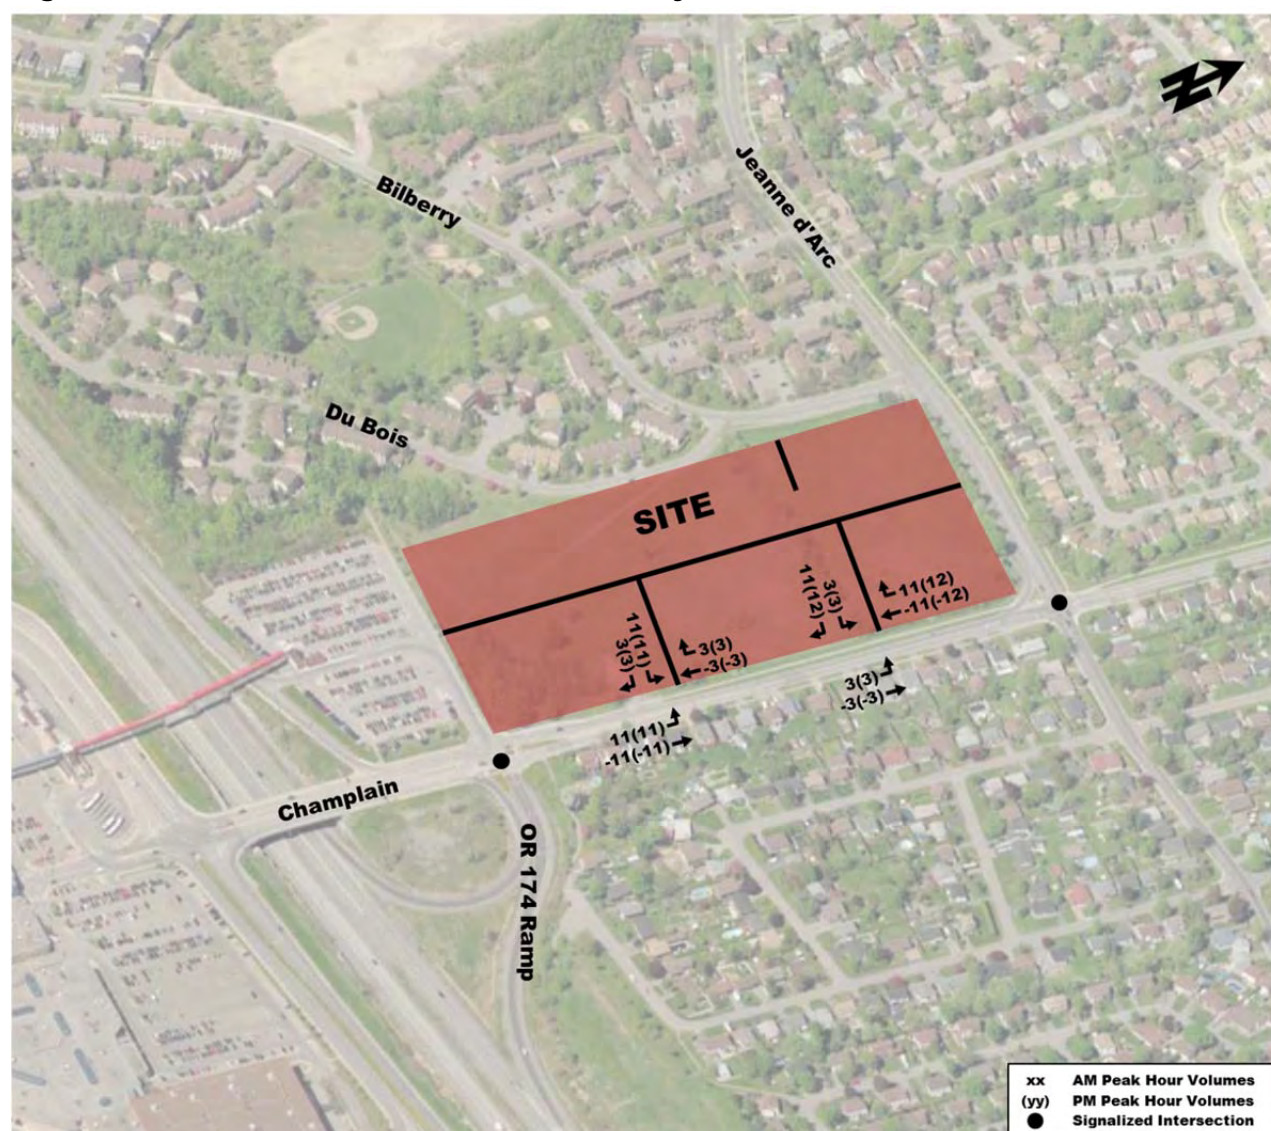 N
Jeanne d'Arc
Bilberry
Du Bois
SITE
11(12)
3(3)
11(12)
-11(-12)
11(11)
3(3)
3(3)
-3(-3)
3(3)
-3(-3)
11(11)
-11(-11)
Champlain
OR 174 Ramp
xx AM Peak Hour Volumes
(yy) PM Peak Hour Volumes
Signalized Intersection